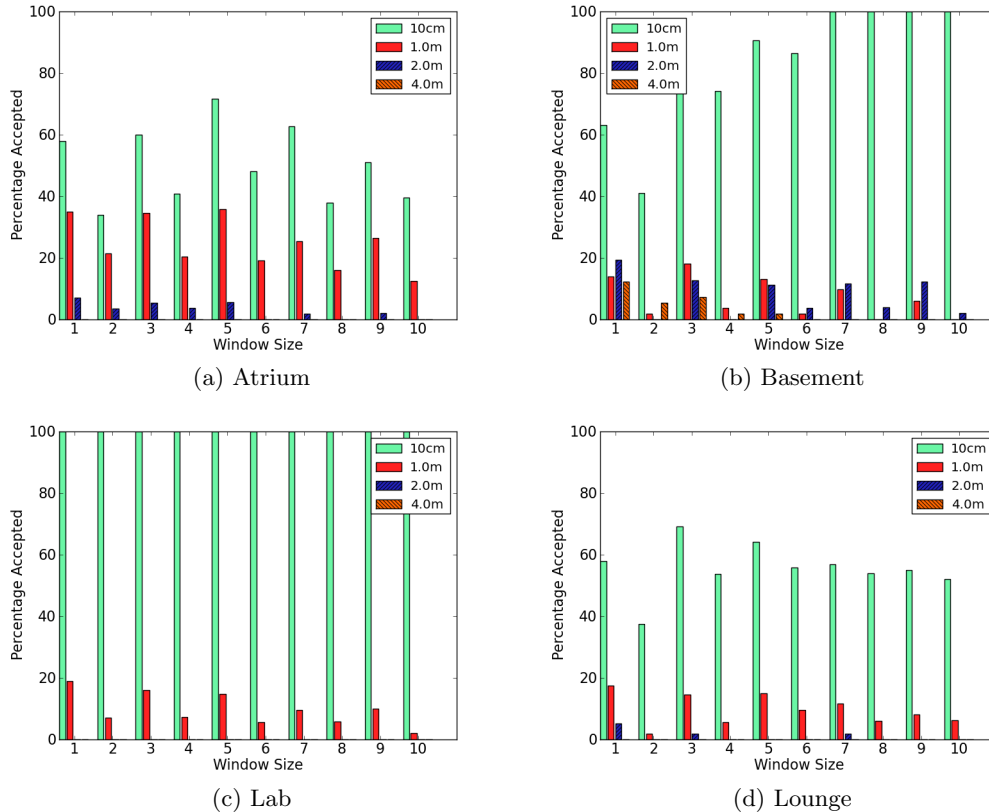 100
80
60
40
20
0
Percentage Accepted
10cm
1.0m
2.0m
4.0m
1 2 3 4 5 6 7 8 9 10
Window Size
(a) Atrium
100
80
60
40
20
0
Percentage Accepted
10cm
1.0m
2.0m
4.0m
1 2 3 4 5 6 7 8 9 10
Window Size
(b) Basement
100
80
60
40
20
0
Percentage Accepted
10cm
1.0m
2.0m
4.0m
1 2 3 4 5 6 7 8 9 10
Window Size
(c) Lab
100
80
60
40
20
0
Percentage Accepted
10cm
1.0m
2.0m
4.0m
1 2 3 4 5 6 7 8 9 10
Window Size
(d) Lounge